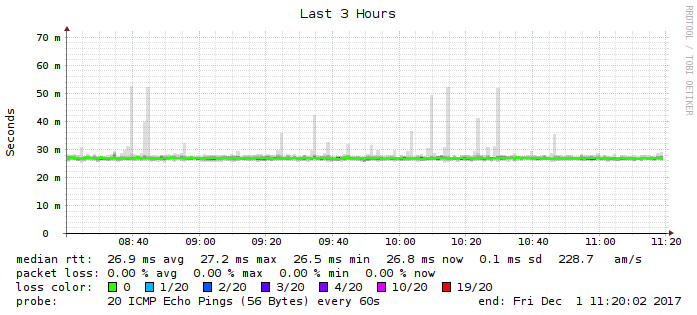 Last 3 Hours
RRDTOOL / TOBI OETIKER
Seconds
70 m
60 m
50 m
40 m
30 m
20 m
10 m
0
08:40 09:00 09:20 09:40 10:00 10:20 10:40 11:00 11:20
median rtt: 26.9 ms avg 27.2 ms max 26.5 ms min 26.8 ms now 0.1 ms sd 228.7 am/s
packet loss: 0.00 % avg 0.00 % max 0.00 % min 0.00 % now
loss color: 0 1/20 2/20 3/20 4/20 10/20 19/20
probe: 20 ICMP Echo Pings (56 Bytes) every 60s end: Fri Dec 1 11:20:02 2017